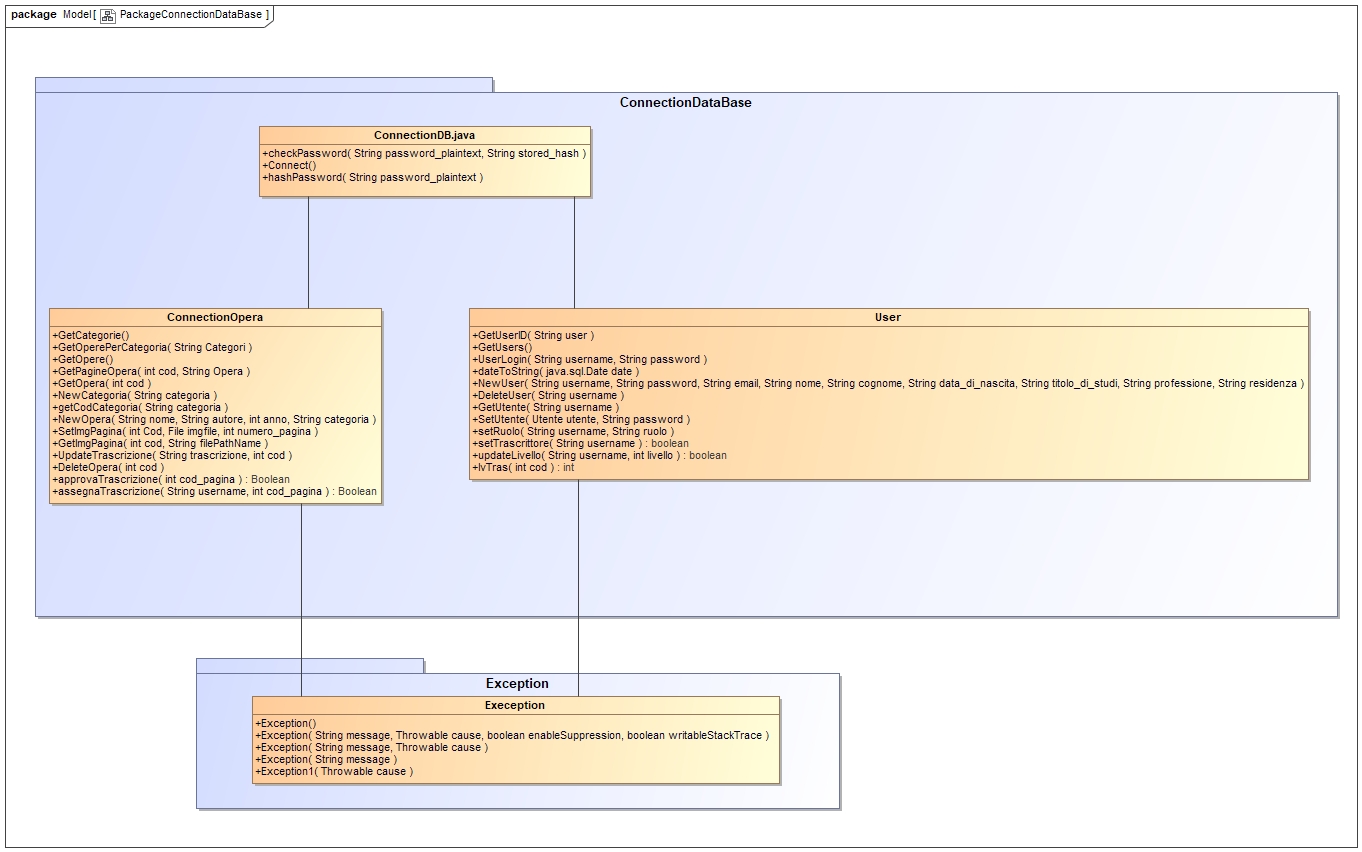 package Model[ PackageConnectionDataBase ]
ConnectionDataBase
ConnectionDB.java
+checkPassword( String password_plaintext, String stored_hash )
+Connect()
+hashPassword( String password_plaintext )
ConnectionOpera
+GetCategorie()
+GetOperePerCategoria( String Categori )
+GetOpere()
+GetPagineOpera( int cod, String Opera )
+GetOpera( int cod )
+NewCategoria( String categoria )
+getCodCategoria( String categoria )
+NewOpera( String nome, String autore, int anno, String categoria )
+SetImgPagina( int Cod, File imgfile, int numero_pagina )
+GetImgPagina( int cod, String filePathName )
+UpdateTrascrizione( String trascrizione, int cod )
+DeleteOpera( int cod )
+approvaTrascrizione( int cod_pagina ) : Boolean
+assegnaTrascrizione( String username, int cod_pagina ) : Boolean
User
+GetUserID( String user )
+GetUsers()
+UserLogin( String username, String password )
+dateToString( java.sql.Date date )
+NewUser( String username, String password, String email, String nome, String cognome, String data_di_nascita, String titolo_di_studi, String professione, String residenza )
+DeleteUser( String username )
+GetUtente( String username )
+SetUtente( Utente utente, String password )
+setRuolo( String username, String ruolo )
+setTrascrittore( String username ) : boolean
+updateLivello( String username, int livello ) : boolean
+lvTras( int cod ) : int
Exception
Exeception
+Exception()
+Exception( String message, Throwable cause, boolean enableSuppression, boolean writableStackTrace )
+Exception( String message, Throwable cause )
+Exception( String message )
+Exception1( Throwable cause )